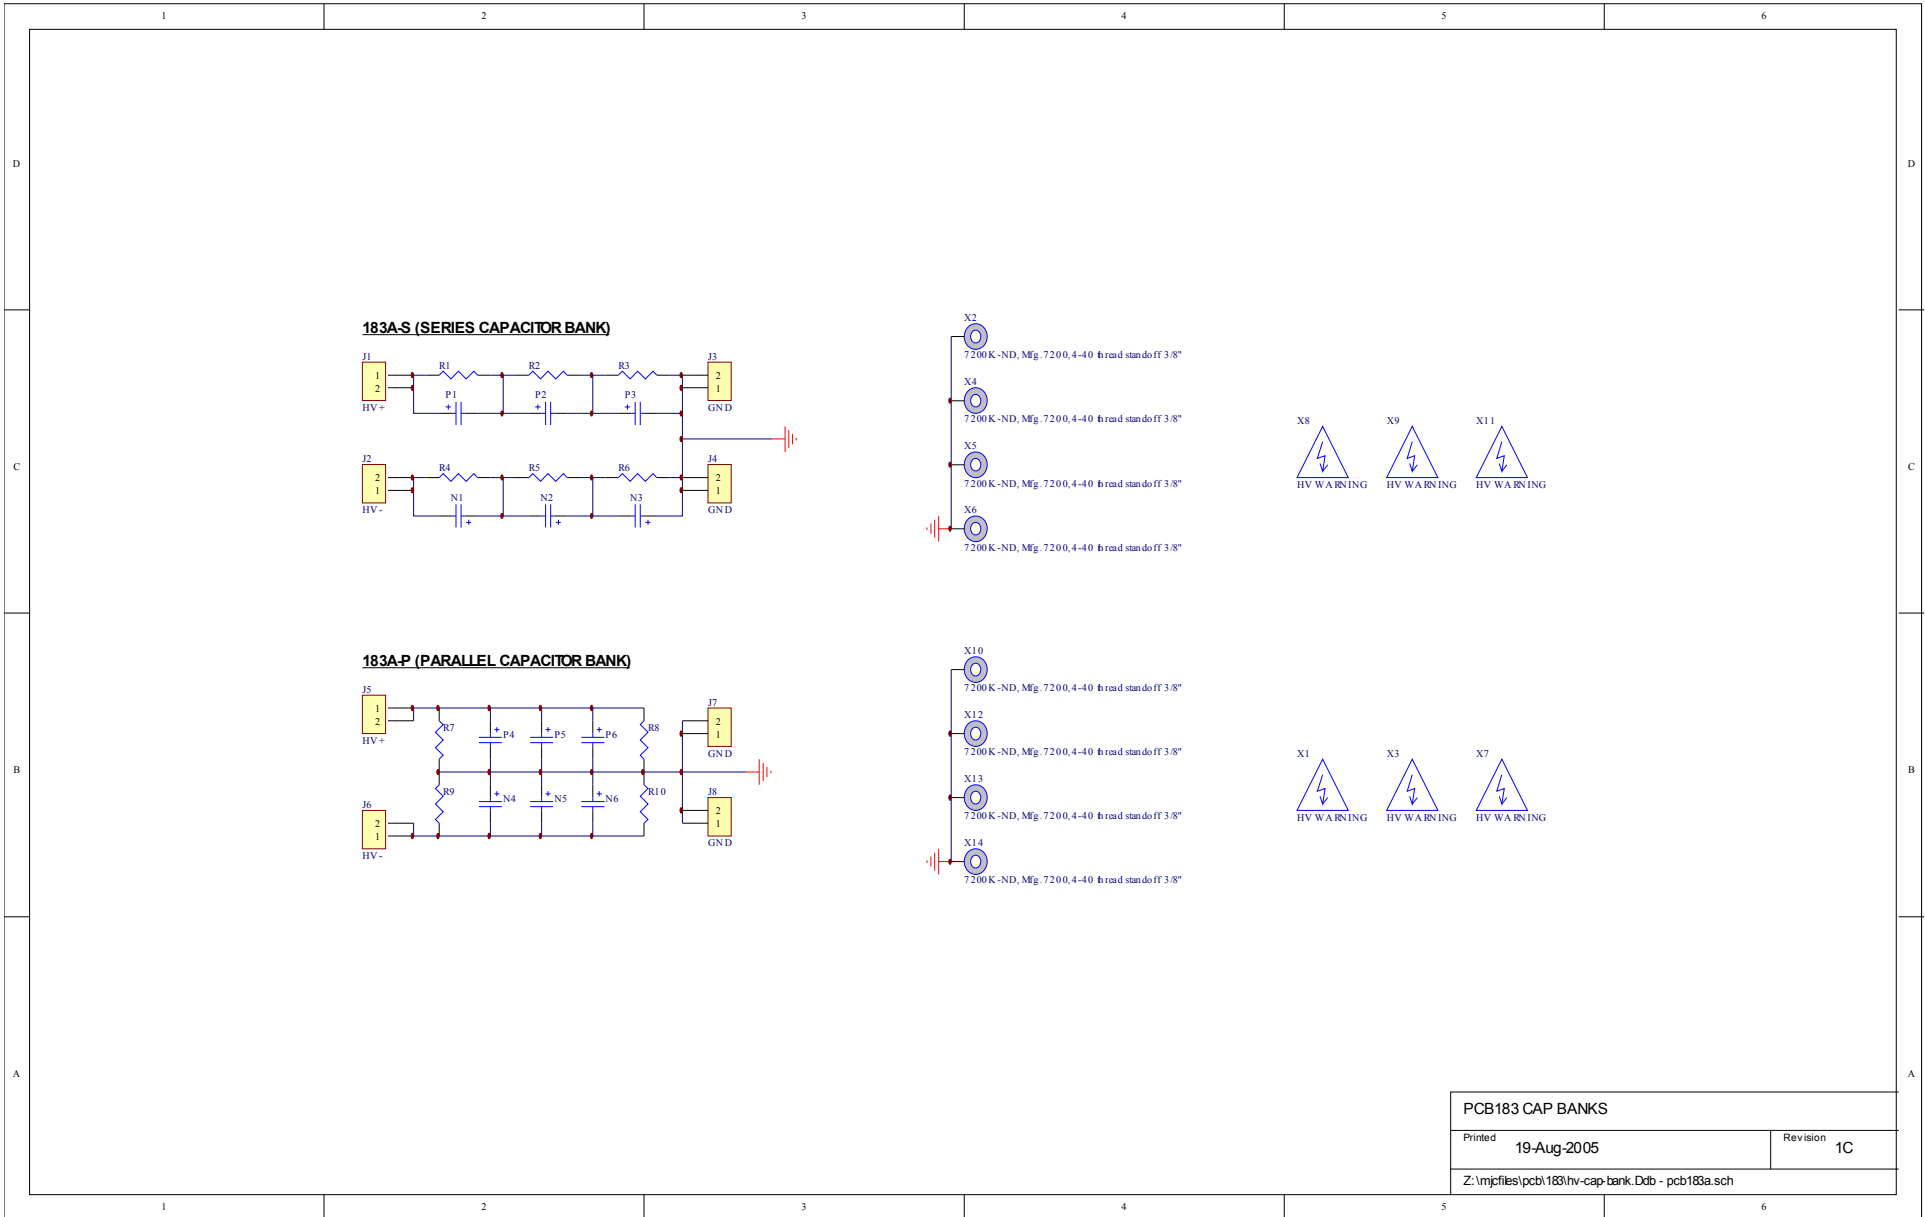 1 2 3 4 5 6
D D
183A-S (SERIES CAPACITOR BANK)
J1 R1 R2 R3 J3
1 2
2 1
HV+ P1 P2 P3 GND
+ + +
J2 R4 R5 R6 J4
2 2
1 1
HV- N1 N2 N3 GND
+ + +
X2
7200K-ND, Mfg. 7200, 4-40 thread standoff 3/8"
X4
7200K-ND, Mfg. 7200, 4-40 thread standoff 3/8"
X5
7200K-ND, Mfg. 7200, 4-40 thread standoff 3/8"
X6
7200K-ND, Mfg. 7200, 4-40 thread standoff 3/8"
X8 X9 X11
HV WARNING HV WARNING HV WARNING
C C
183A-P (PARALLEL CAPACITOR BANK)
J5 J7
1 2
2 1
HV+ R7 + P4 + P5 + P6 R8 GND
J6 J8
2 2
1 1
HV- R9 + N4 + N5 + N6 R10 GND
X10
7200K-ND, Mfg. 7200, 4-40 thread standoff 3/8"
X12
7200K-ND, Mfg. 7200, 4-40 thread standoff 3/8"
X13
7200K-ND, Mfg. 7200, 4-40 thread standoff 3/8"
X14
7200K-ND, Mfg. 7200, 4-40 thread standoff 3/8"
X1 X3 X7
HV WARNING HV WARNING HV WARNING
B B
A A
PCB183 CAP BANKS
Printed 19-Aug-2005 Revision 1C
Z:\mjcfiles\pcb\183\hv-cap-bank.Ddb - pcb183a.sch
1 2 3 4 5 6